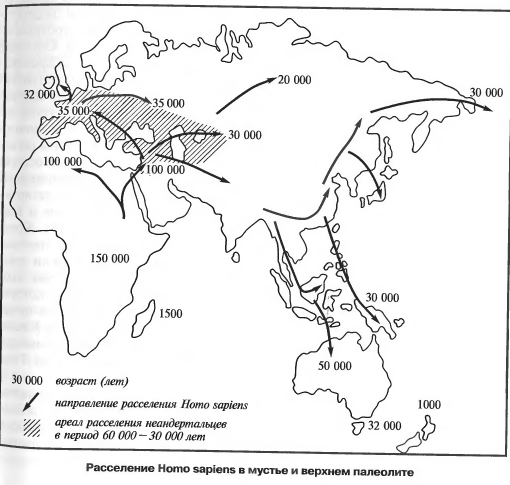 20 000
30 000
32 000
35 000
35 000
30 000
100 000
100 000
150 000
1500
30 000
50 000
32 000
1000
30 000 возраст (лет)
направление расселения Homo sapiens
ареал расселения неандертальцев
в период 60 000 – 30 000 лет
Расселение Homo sapiens в мустье и верхнем палеолите